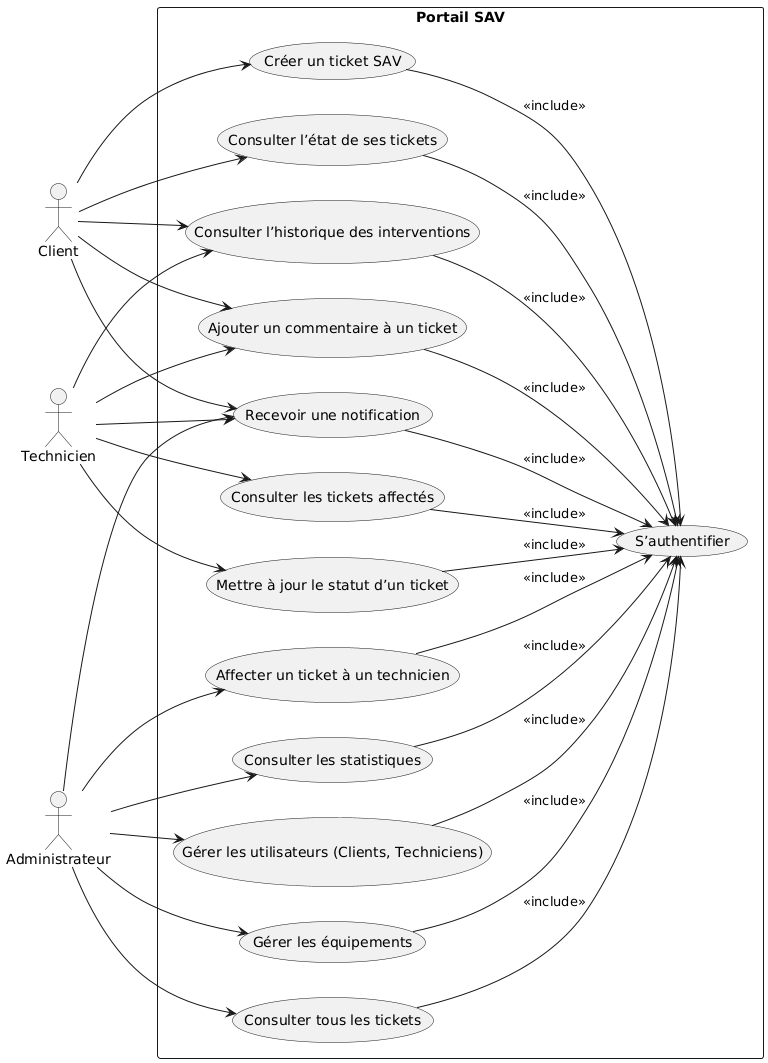 Portail SAV
Créer un ticket SAV
«include»
Consulter l’état de ses tickets
«include»
Client
Consulter l’historique des interventions
«include»
Ajouter un commentaire à un ticket
«include»
Recevoir une notification
«include»
Technicien
Consulter les tickets affectés
«include»
S’authentifier
«include»
Mettre à jour le statut d’un ticket
«include»
Affecter un ticket à un technicien
«include»
Consulter les statistiques
«include»
Administrateur
Gérer les utilisateurs (Clients, Techniciens)
«include»
Gérer les équipements
«include»
Consulter tous les tickets